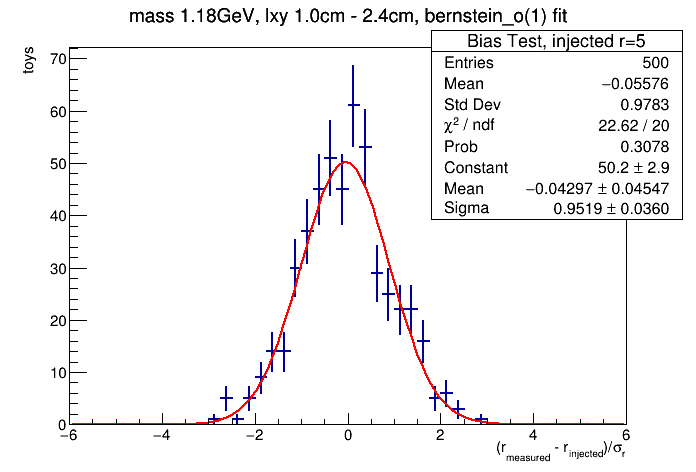 mass 1.18GeV, lxy 1.0cm - 2.4cm, bernstein_o(1) fit
Bias Test, injected r=5
Entries 500
Mean −0.05576
Std Dev 0.9783
χ² / ndf 22.62 / 20
Prob 0.3078
Constant 50.2 ± 2.9
Mean −0.04297 ± 0.04547
Sigma 0.9519 ± 0.0360
toys
70
60
50
40
30
20
10
0
−6 −4 −2 0 2 4 6
(r_measured - r_injected)/σ_r